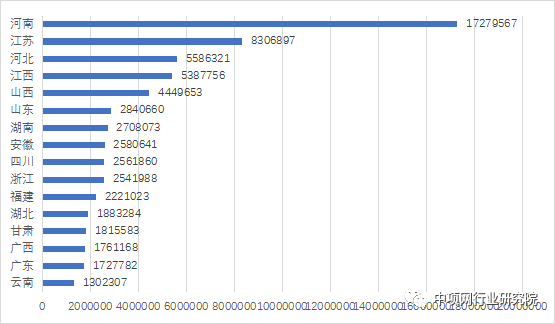 河南 17279567
江苏 8306897
河北 5586321
江西 5387756
山西 4449653
山东 2840660
湖南 2708073
安徽 2580641
四川 2561860
浙江 2541988
福建 2221023
湖北 1883284
甘肃 1815583
广西 1761168
广东 1727782
云南 1302307
0 2000000 4000000 6000000 8000000 10000000 12000000 14000000 16000000 18000000 20000000
中项网行业研究院